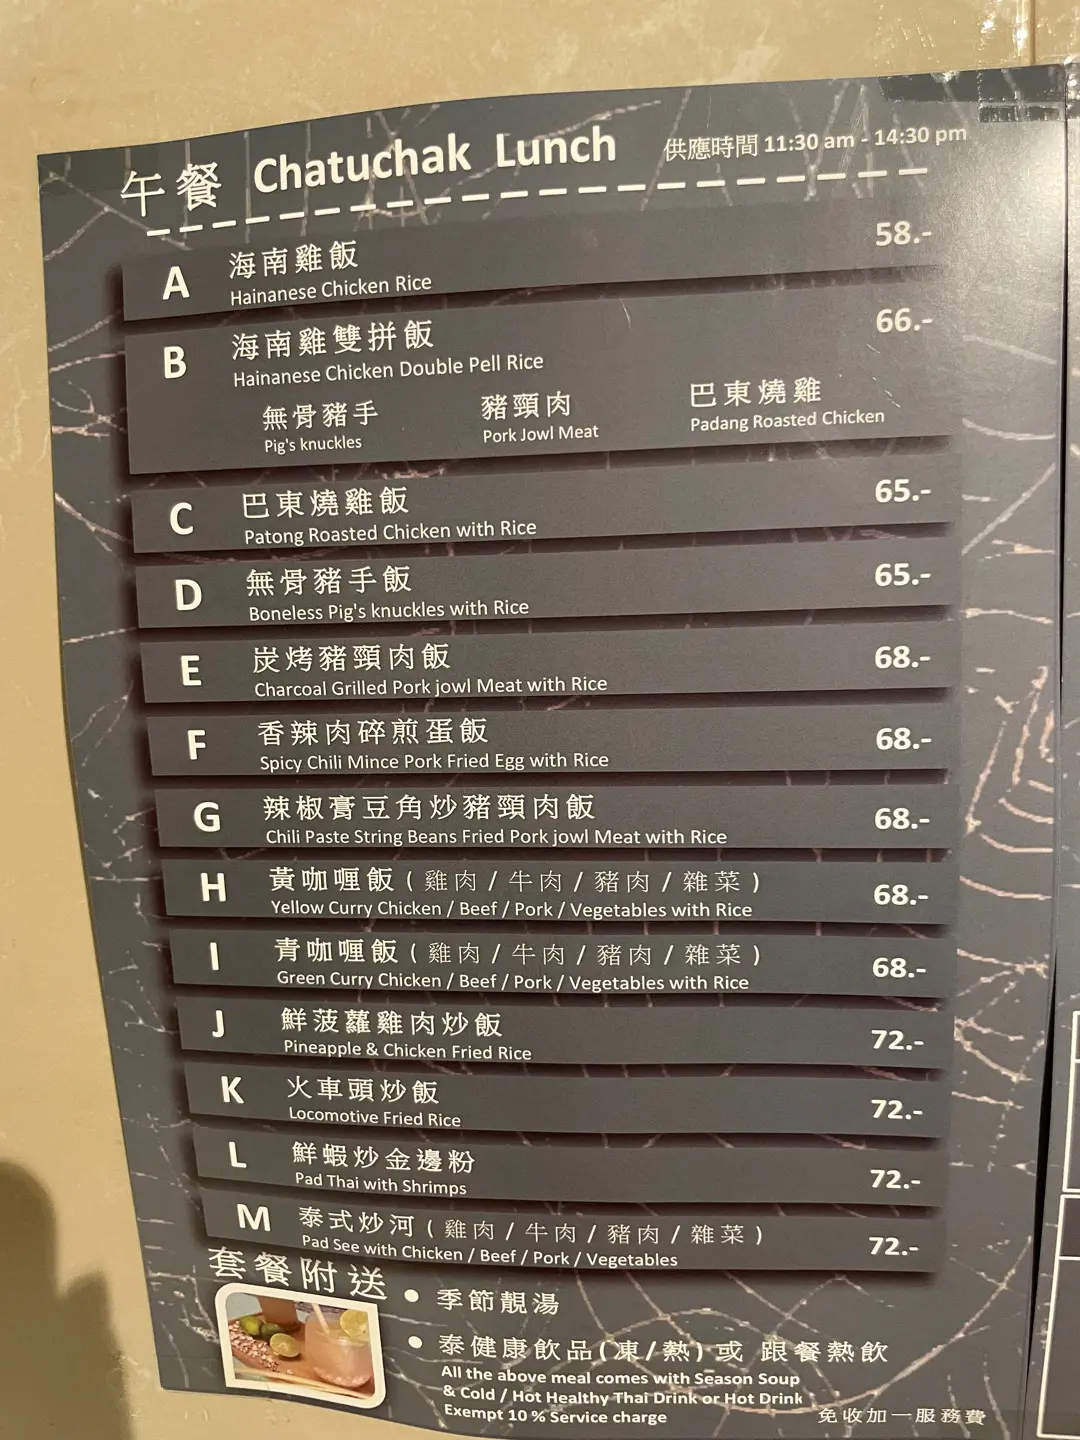 午餐 Chatuchak Lunch 供應時間 11:30 am - 14:30 pm
A 海南雞飯 58.-
Hainanese Chicken Rice
B 海南雞雙拼飯 66.-
Hainanese Chicken Double Pell Rice
無骨豬手 豬頸肉 巴東燒雞
Pig's knuckles Pork Jowl Meat Padang Roasted Chicken
C 巴東燒雞飯 65.-
Patong Roasted Chicken with Rice
D 無骨豬手飯 65.-
Boneless Pig's knuckles with Rice
E 炭烤豬頸肉飯 68.-
Charcoal Grilled Pork jowl Meat with Rice
F 香辣肉碎煎蛋飯 68.-
Spicy Chili Mince Pork Fried Egg with Rice
G 辣椒膏豆角炒豬頸肉飯 68.-
Chili Paste String Beans Fried Pork jowl Meat with Rice
H 黃咖喱飯 ( 雞肉 / 牛肉 / 豬肉 / 雜菜 ) 68.-
Yellow Curry Chicken / Beef / Pork / Vegetables with Rice
I 青咖喱飯 ( 雞肉 / 牛肉 / 豬肉 / 雜菜 ) 68.-
Green Curry Chicken / Beef / Pork / Vegetables with Rice
J 鮮菠蘿雞肉炒飯 72.-
Pineapple & Chicken Fried Rice
K 火車頭炒飯 72.-
Locomotive Fried Rice
L 鮮蝦炒金邊粉 72.-
Pad Thai with Shrimps
M 泰式炒河 ( 雞肉 / 牛肉 / 豬肉 / 雜菜 ) 72.-
Pad See with Chicken / Beef / Pork / Vegetables
套餐附送
• 季節靚湯
• 泰健康飲品(凍/熱) 或 跟餐熱飲
All the above meal comes with Season Soup
& Cold / Hot Healthy Thai Drink or Hot Drink
Exempt 10 % Service charge 免收加一服務費